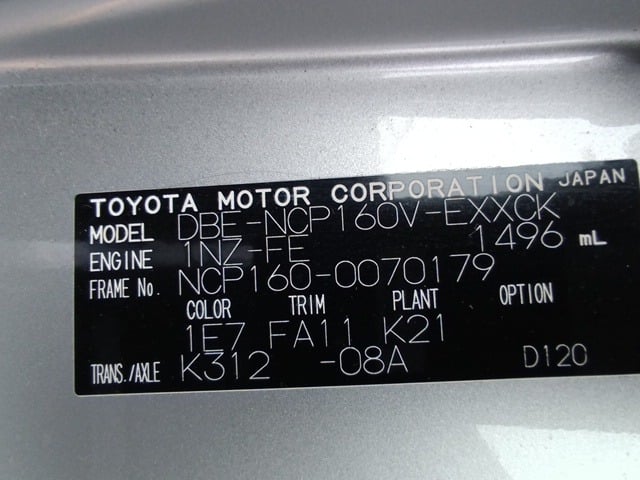 TOYOTA MOTOR CORPORATION JAPAN
MODEL DBE-NCP160V-EXXCK
ENGINE 1NZ-FE 1496 mL
FRAME No. NCP160-0070179
COLOR TRIM PLANT OPTION
1E7 FA11 K21
TRANS./AXLE K312 -08A D120